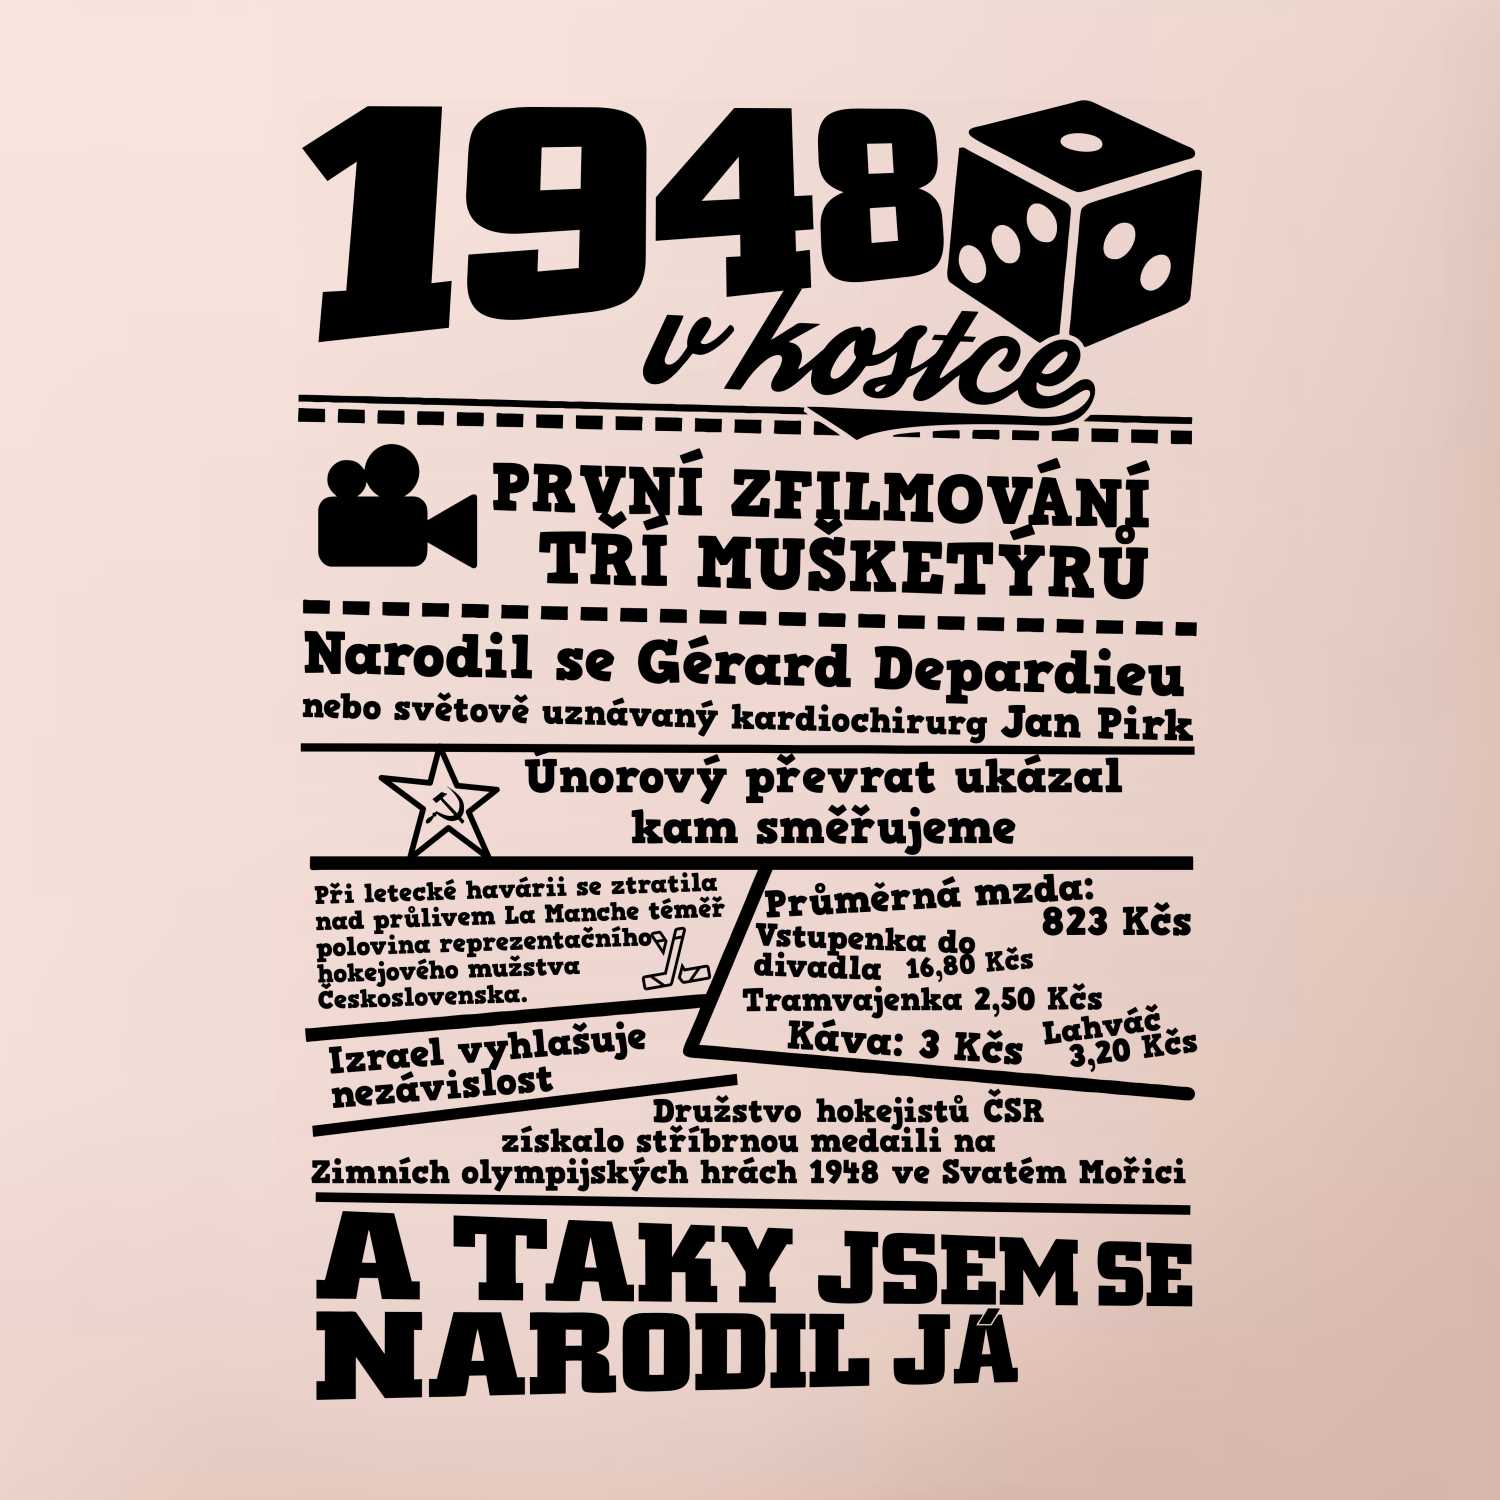 1948
v kostce
PRVNÍ ZFILMOVÁNÍ
TŘÍ MUŠKETÝRŮ
Narodil se Gérard Depardieu
nebo světově uznávaný kardiochirurg Jan Pirk
Únorový převrat ukázal
kam směřujeme
Při letecké havárii se ztratila
nad průlivem La Manche téměř
polovina reprezentačního
hokejového mužstva
Československa.
Průměrná mzda:
823 Kčs
Vstupenka do
divadla 16,80 Kčs
Tramvajenka 2,50 Kčs
Káva: 3 Kčs
Lahváč
3,20 Kčs
Izrael vyhlašuje
nezávislost
Družstvo hokejistů ČSR
získalo stříbrnou medaili na
Zimních olympijských hrách 1948 ve Svatém Mořici
A TAKY JSEM SE
NARODIL JÁ